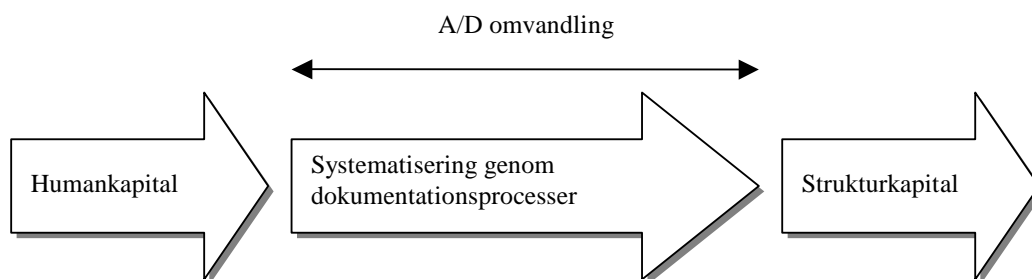 A/D omvandling
Humankapital
Systematisering genom
dokumentationsprocesser
Strukturkapital